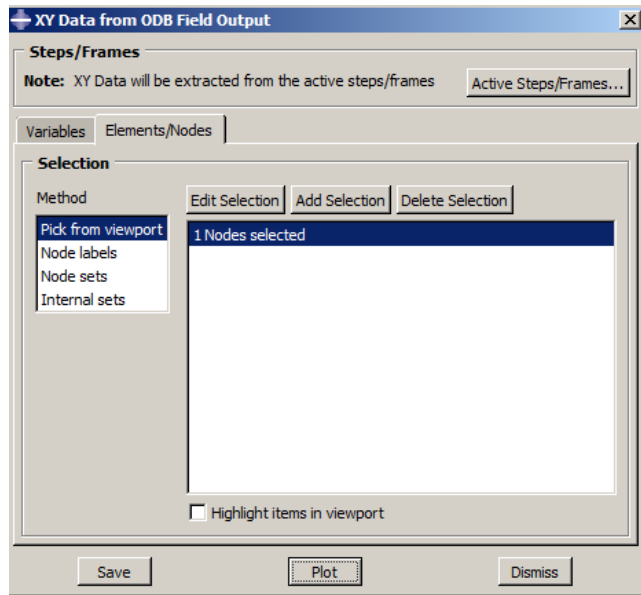 XY Data from ODB Field Output
Steps/Frames
Note: XY Data will be extracted from the active steps/frames
Active Steps/Frames...
Variables
Elements/Nodes
Selection
Method
Edit Selection
Add Selection
Delete Selection
Pick from viewport
Node labels
Node sets
Internal sets
1 Nodes selected
Highlight items in viewport
Save
Plot
Dismiss